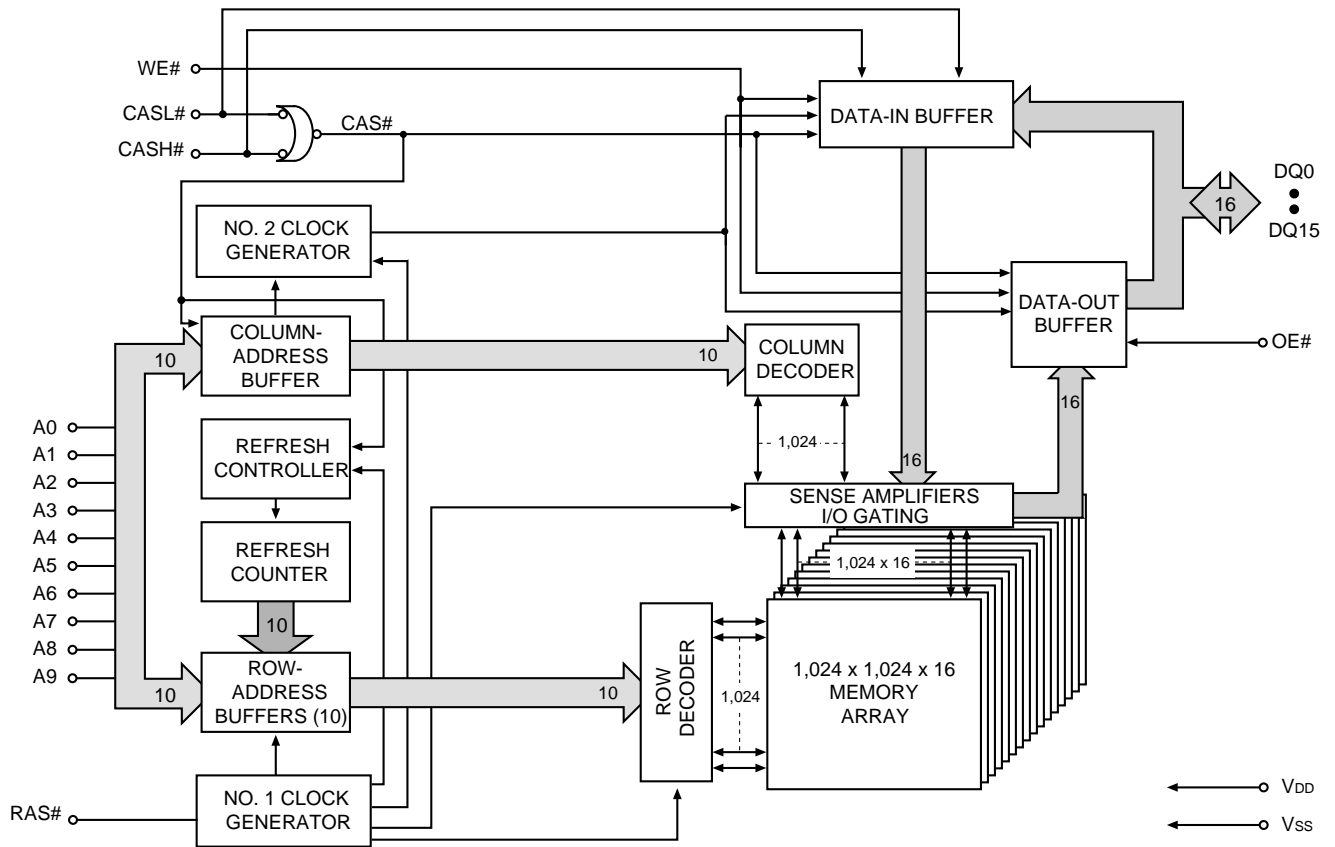 WE#
CASL#
CASH#
CAS#
DATA-IN BUFFER
DQ0
16
DQ15
NO. 2 CLOCK
GENERATOR
DATA-OUT
BUFFER
OE#
COLUMN-
ADDRESS
BUFFER
10
10
COLUMN
DECODER
16
1,024
16
A0
A1
A2
A3
A4
A5
A6
A7
A8
A9
REFRESH
CONTROLLER
SENSE AMPLIFIERS
I/O GATING
REFRESH
COUNTER
1,024 x 16
10
ROW-
ADDRESS
BUFFERS (10)
10
10
ROW
DECODER
1,024
1,024 x 1,024 x 16
MEMORY
ARRAY
RAS#
NO. 1 CLOCK
GENERATOR
VDD
VSS